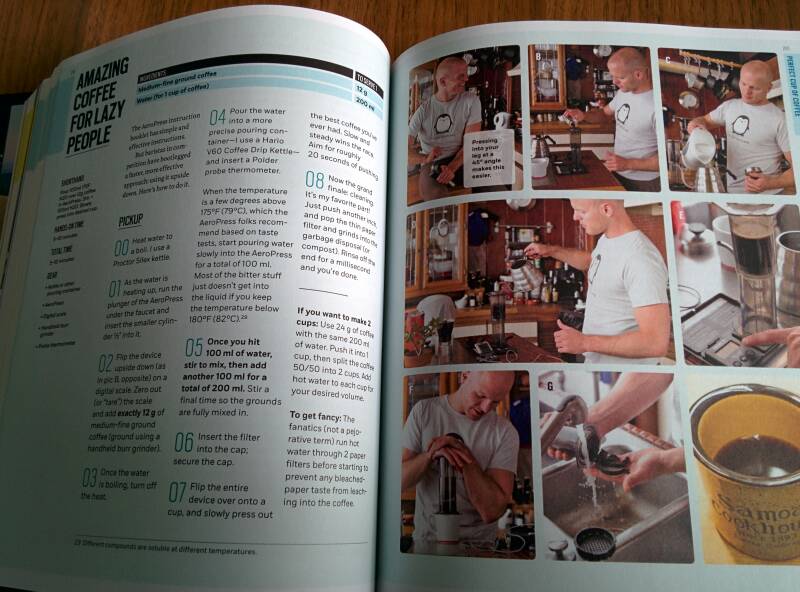 AMAZING
COFFEE
FOR LAZY
PEOPLE
INGREDIENTS
TO SERVE 1
Medium-fine ground coffee
12 g
Water (for 1 cup of coffee)
200 ml
SHORTHAND
HANDS-ON TIME
TOTAL TIME
5–10 minutes
GEAR
• AeroPress
• Digital scale
• Handheld burr
grinder
• Probe thermometer
The AeroPress instruction
booklet has simple and
effective instructions.
But baristas in com-
petition have bootlegged
a faster, more effective
approach: using it upside
down. Here's how to do it.
PICKUP
00 Heat water to
a boil. I use a
Proctor Silex kettle.
01 As the water is
heating up, run the
plunger of the AeroPress
under the faucet and
insert the smaller cylin-
der ½" into it.
02 Flip the device
upside down (as
in pic B, opposite) on a
digital scale. Zero out
(or "tare") the scale
and add exactly 12 g of
medium-fine ground
coffee (ground using a
handheld burr grinder).
03 Once the water
is boiling, turn off
the heat.
04 Pour the water
into a more
precise pouring con-
tainer—I use a Hario
V60 Coffee Drip Kettle—
and insert a Polder
probe thermometer.
When the temperature
is a few degrees above
175°F (79°C), which the
AeroPress folks recom-
mend based on taste
tests, start pouring water
slowly into the AeroPress
for a total of 100 ml.
Most of the bitter stuff
just doesn't get into
the liquid if you keep
the temperature below
180°F (82°C).23
05 Once you hit
100 ml of water,
stir to mix, then add
another 100 ml for a
total of 200 ml. Stir a
final time so the grounds
are fully mixed in.
06 Insert the filter
into the cap;
secure the cap.
07 Flip the entire
device over onto a
cup, and slowly press out
the best coffee you've
ever had. Slow and
steady wins the race.
Aim for roughly
20 seconds of pushing.
08 Now the grand
finale: Cleaning.
It's my favorite part!
Just push another inch
and pop the thin paper
filter and grinds into the
garbage disposal (or
compost). Rinse off the
end for a millisecond
and you're done.
If you want to make 2
cups: Use 24 g of coffee
with the same 200 ml
of water. Push it into 1
cup, then split the coffee
50/50 into 2 cups. Add
hot water to each cup for
your desired volume.
To get fancy: The
fanatics (not a pejo-
rative term) run hot
water through 2 paper
filters before starting to
prevent any bleached-
paper taste from leach-
ing into the coffee.
23 Different compounds are soluble at different temperatures.
B
C
Pressing
into your
leg at a
45° angle
makes this
easier.
E
G
PERFECT CUP OF COFFEE
Samoa
Cookhouse
SINCE 1893